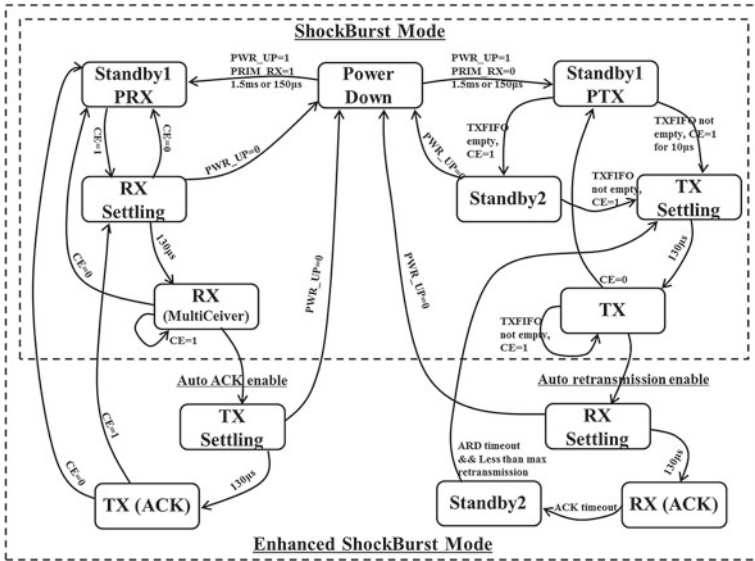 ShockBurst Mode
Standby1
PRX
PWR_UP=1
PRIM_RX=1
1.5ms or 150μs
Power
Down
PWR_UP=1
PRIM_RX=0
1.5ms or 150μs
Standby1
PTX
CE=1
CE=0
PWR_UP=0
PWR_UP=0
TXFIFO
empty,
CE=1
TXFIFO not
empty, CE=1
for 10μs
RX
Settling
Standby2
TXFIFO
not empty,
CE=1
TX
Settling
130μs
CE=0
PWR_UP=0
PWR_UP=0
CE=0
130μs
RX
(MultiCeiver)
CE=1
TX
TXFIFO
not empty,
CE=1
Auto ACK enable
Auto retransmission enable
TX
Settling
RX
Settling
CE=1
CE=0
130μs
ARD timeout
&& Less than max
retransmission
130μs
TX (ACK)
Standby2
ACK timeout
RX (ACK)
Enhanced ShockBurst Mode